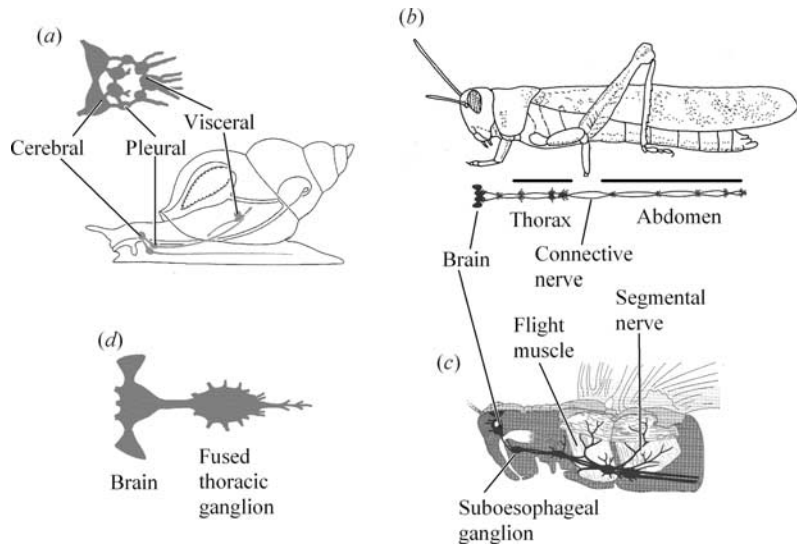 (a)
Cerebral
Pleural
Visceral
(b)
Thorax
Abdomen
Brain
Connective
nerve
(c)
Flight
muscle
Segmental
nerve
Suboesophageal
ganglion
(d)
Brain
Fused
thoracic
ganglion